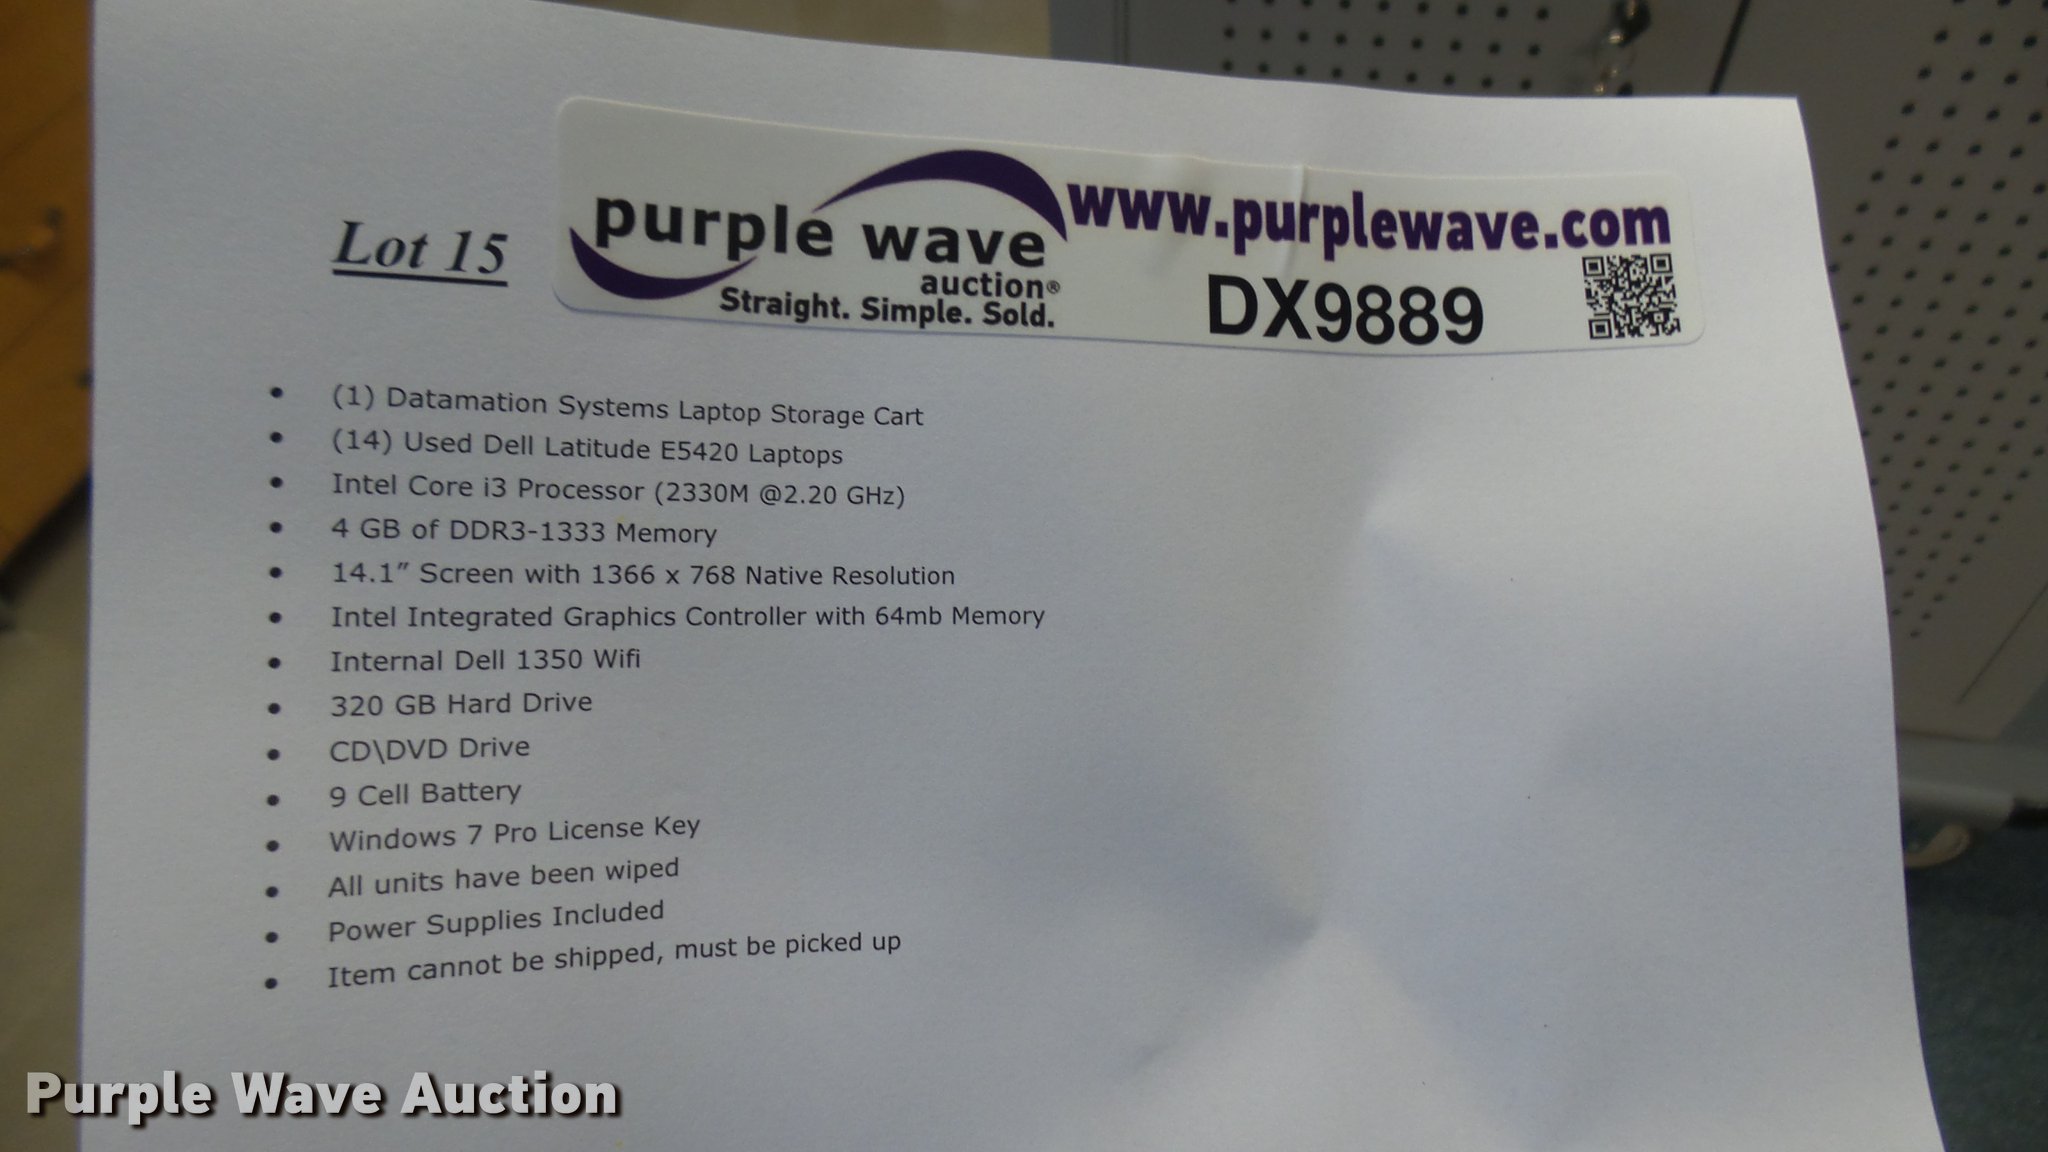 Lot 15
purple wave
auction®
Straight. Simple. Sold.
www.purplewave.com
DX9889
• (1) Datamation Systems Laptop Storage Cart
• (14) Used Dell Latitude E5420 Laptops
• Intel Core i3 Processor (2330M @2.20 GHz)
• 4 GB of DDR3-1333 Memory
• 14.1” Screen with 1366 x 768 Native Resolution
• Intel Integrated Graphics Controller with 64mb Memory
• Internal Dell 1350 Wifi
• 320 GB Hard Drive
• CD\DVD Drive
• 9 Cell Battery
• Windows 7 Pro License Key
• All units have been wiped
• Power Supplies Included
• Item cannot be shipped, must be picked up
Purple Wave Auction